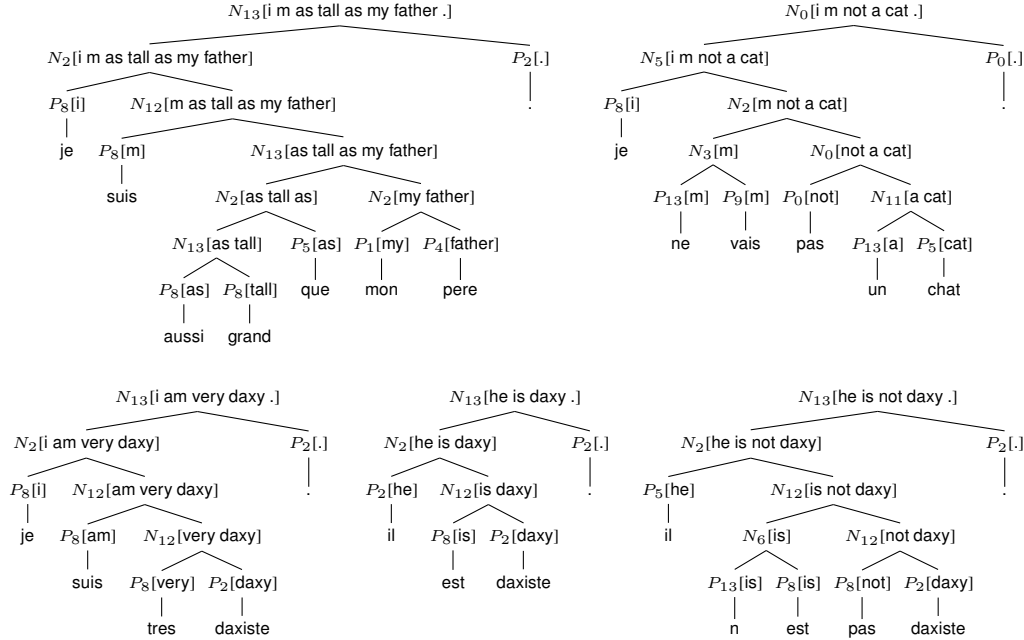 N13[i m as tall as my father .] N0[i m not a cat .]
N2[i m as tall as my father] P2[.] N5[i m not a cat] P0[.]
P8[i] N12[m as tall as my father] . P8[i] N2[m not a cat] .
je P8[m] N13[as tall as my father] je N3[m] N0[not a cat]
suis N2[as tall as] N2[my father] P13[m] P9[m] P0[not] N11[a cat]
N13[as tall] P5[as] P1[my] P4[father] ne vais pas P13[a] P5[cat]
P8[as] P8[tall] que mon pere un chat
aussi grand
N13[i am very daxy .] N13[he is daxy .] N13[he is not daxy .]
N2[i am very daxy] P2[.] N2[he is daxy] P2[.] N2[he is not daxy] P2[.]
P8[i] N12[am very daxy] . P2[he] N12[is daxy] . P5[he] N12[is not daxy] .
je P8[am] N12[very daxy] il P8[is] P2[daxy] il N6[is] N12[not daxy]
suis P8[very] P2[daxy] est daxiste P13[is] P8[is] P8[not] P2[daxy]
tres daxiste n est pas daxiste